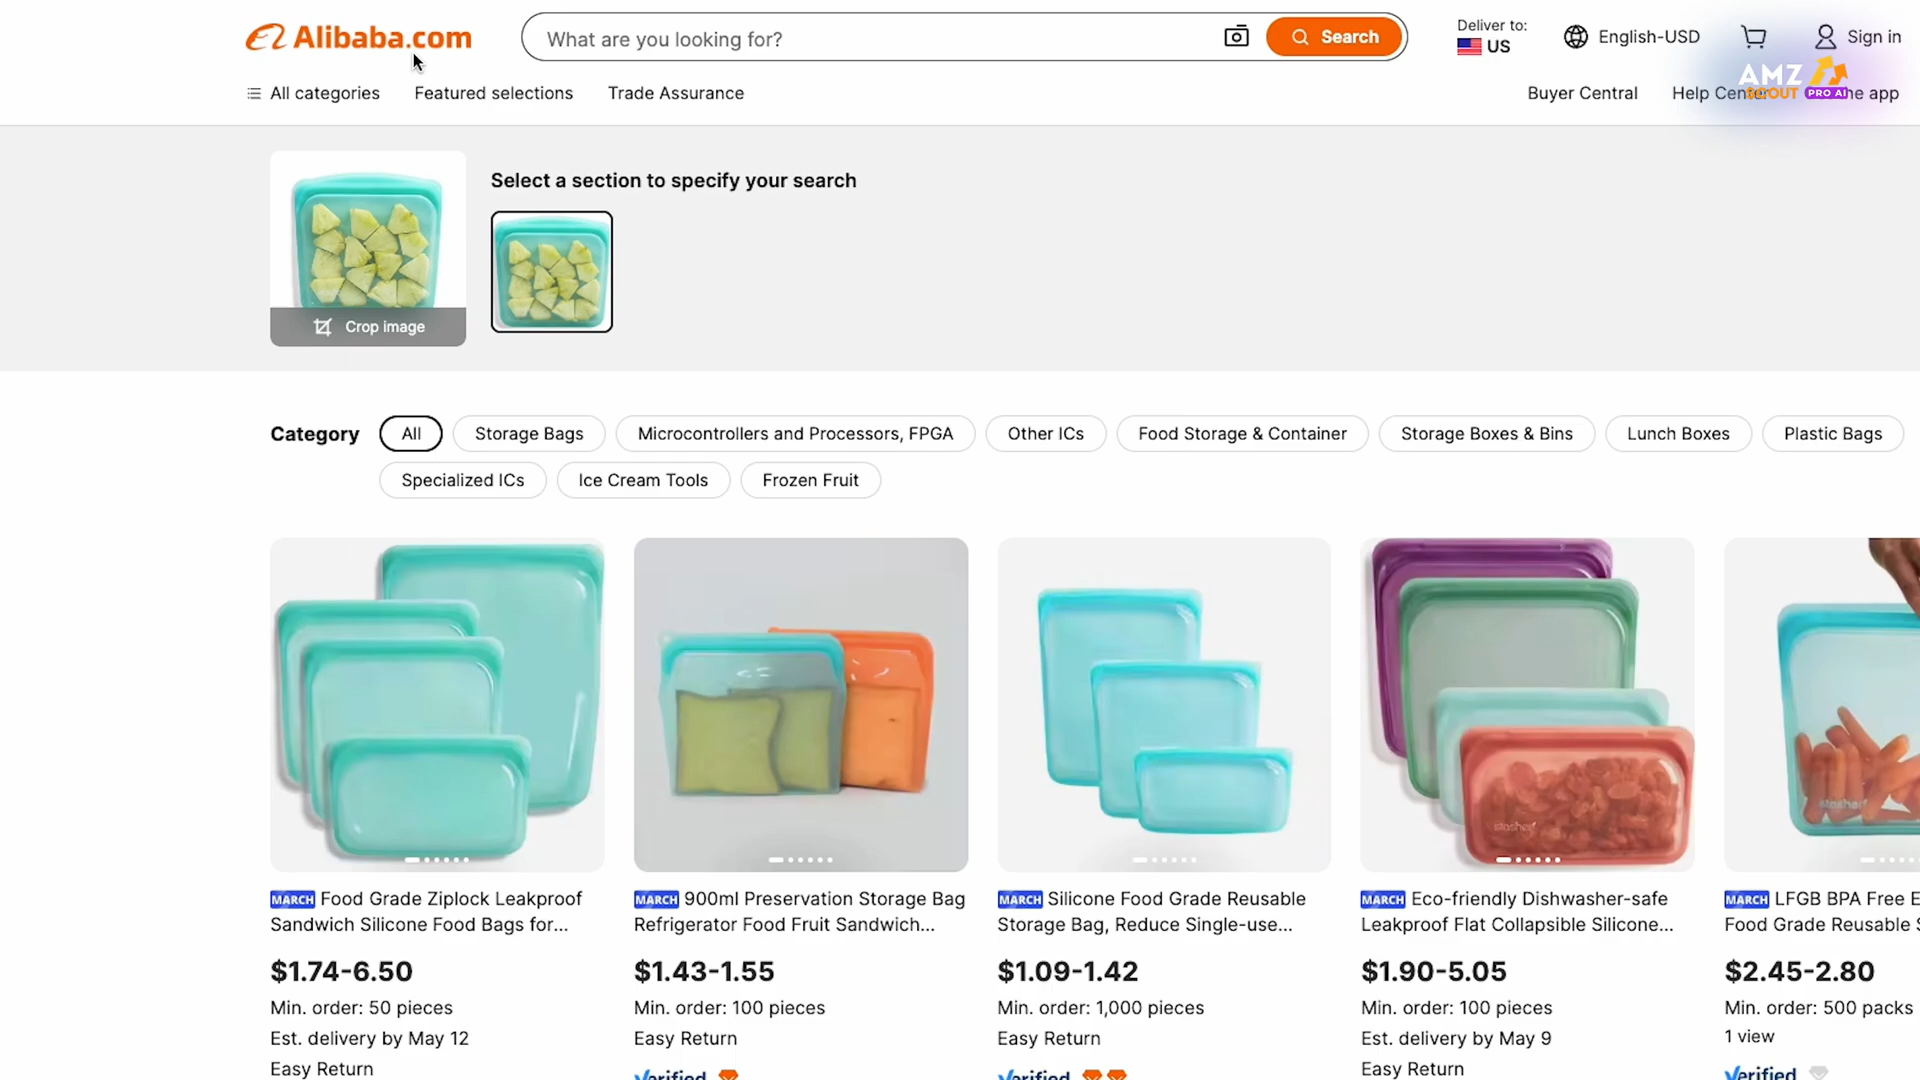 Alibaba.com
What are you looking for?
Search
Deliver to:
US
English-USD
Sign in
AMZ
SCOUT PRO AI
All categories
Featured selections
Trade Assurance
Buyer Central
Help Center
app
Select a section to specify your search
Crop image
Category
All
Storage Bags
Microcontrollers and Processors, FPGA
Other ICs
Food Storage & Container
Storage Boxes & Bins
Lunch Boxes
Plastic Bags
Specialized ICs
Ice Cream Tools
Frozen Fruit
stasher
stasher
MARCH Food Grade Ziplock Leakproof
Sandwich Silicone Food Bags for...
$1.74-6.50
Min. order: 50 pieces
Est. delivery by May 12
Easy Return
MARCH 900ml Preservation Storage Bag
Refrigerator Food Fruit Sandwich...
$1.43-1.55
Min. order: 100 pieces
Easy Return
Verified
MARCH Silicone Food Grade Reusable
Storage Bag, Reduce Single-use...
$1.09-1.42
Min. order: 1,000 pieces
Easy Return
Verified
MARCH Eco-friendly Dishwasher-safe
Leakproof Flat Collapsible Silicone...
$1.90-5.05
Min. order: 100 pieces
Est. delivery by May 9
Easy Return
MARCH LFGB BPA Free
Food Grade Reusable
$2.45-2.80
Min. order: 500 packs
1 view
Verified